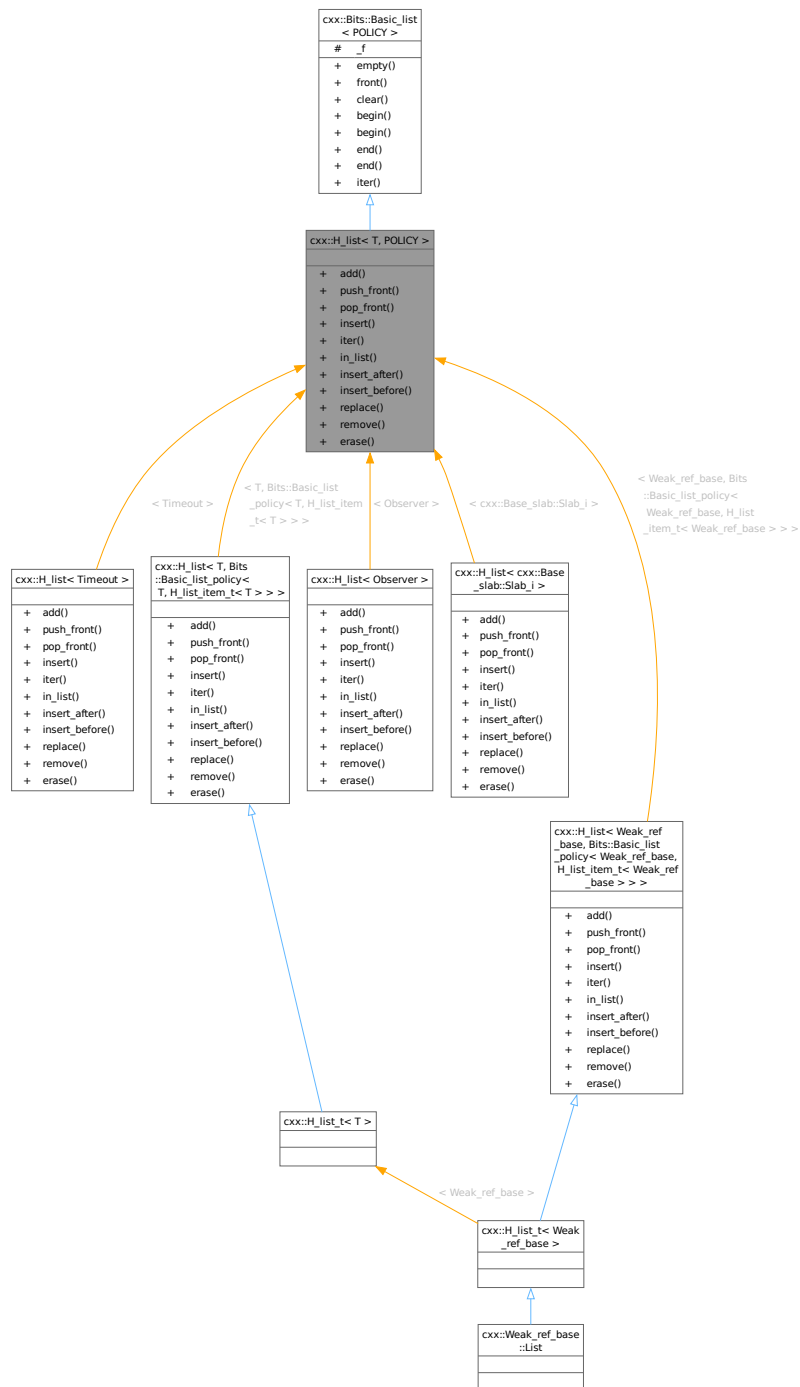 cxx::Bits::Basic_list
< POLICY >
# _f
+ empty()
+ front()
+ clear()
+ begin()
+ begin()
+ end()
+ end()
+ iter()
cxx::H_list< T, POLICY >
+ add()
+ push_front()
+ pop_front()
+ insert()
+ iter()
+ in_list()
+ insert_after()
+ insert_before()
+ replace()
+ remove()
+ erase()
< Timeout >
< T, Bits::Basic_list
_policy< T, H_list_item
_t< T > > >
< Observer >
< cxx::Base_slab::Slab_i >
< Weak_ref_base, Bits
::Basic_list_policy<
Weak_ref_base, H_list
_item_t< Weak_ref_base > > >
cxx::H_list< Timeout >
+ add()
+ push_front()
+ pop_front()
+ insert()
+ iter()
+ in_list()
+ insert_after()
+ insert_before()
+ replace()
+ remove()
+ erase()
cxx::H_list< T, Bits
::Basic_list_policy<
T, H_list_item_t< T > > >
+ add()
+ push_front()
+ pop_front()
+ insert()
+ iter()
+ in_list()
+ insert_after()
+ insert_before()
+ replace()
+ remove()
+ erase()
cxx::H_list< Observer >
+ add()
+ push_front()
+ pop_front()
+ insert()
+ iter()
+ in_list()
+ insert_after()
+ insert_before()
+ replace()
+ remove()
+ erase()
cxx::H_list< cxx::Base
_slab::Slab_i >
+ add()
+ push_front()
+ pop_front()
+ insert()
+ iter()
+ in_list()
+ insert_after()
+ insert_before()
+ replace()
+ remove()
+ erase()
cxx::H_list< Weak_ref
_base, Bits::Basic_list
_policy< Weak_ref_base,
H_list_item_t< Weak_ref
_base > > >
+ add()
+ push_front()
+ pop_front()
+ insert()
+ iter()
+ in_list()
+ insert_after()
+ insert_before()
+ replace()
+ remove()
+ erase()
cxx::H_list_t< T >
< Weak_ref_base >
cxx::H_list_t< Weak
_ref_base >
cxx::Weak_ref_base
::List